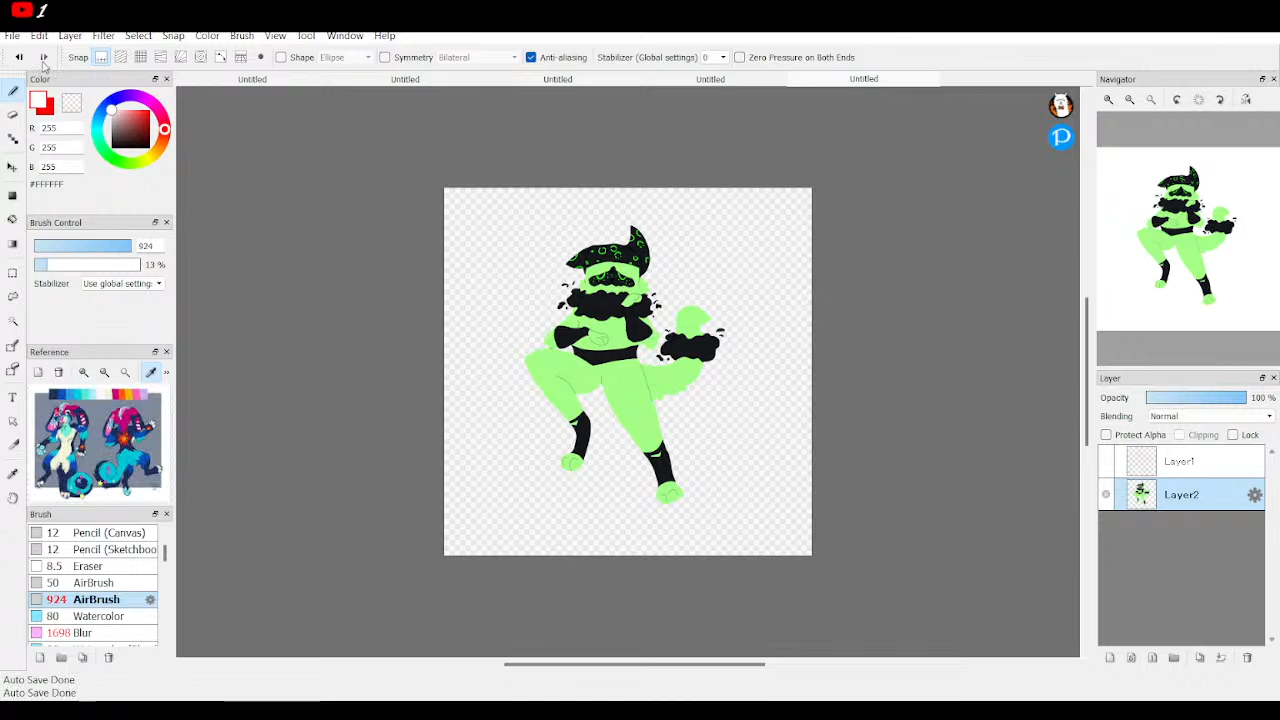 1
File Edit Layer Filter Select Snap Color Brush View Tool Window Help
Snap Shape Ellipse Symmetry Bilateral Anti-aliasing Stabilizer (Global settings) 0 Zero Pressure on Both Ends
Color
Untitled Untitled Untitled Untitled Untitled
Navigator
R 255
G 255
B 255
#FFFFFF
Brush Control
924
13 %
Stabilizer Use global setting
Reference
Brush
12 Pencil (Canvas)
12 Pencil (Sketchboo
8.5 Eraser
50 AirBrush
924 AirBrush
80 Watercolor
1698 Blur
Layer
Opacity 100 %
Blending Normal
Protect Alpha Clipping Lock
Layer1
Layer2
Auto Save Done
Auto Save Done